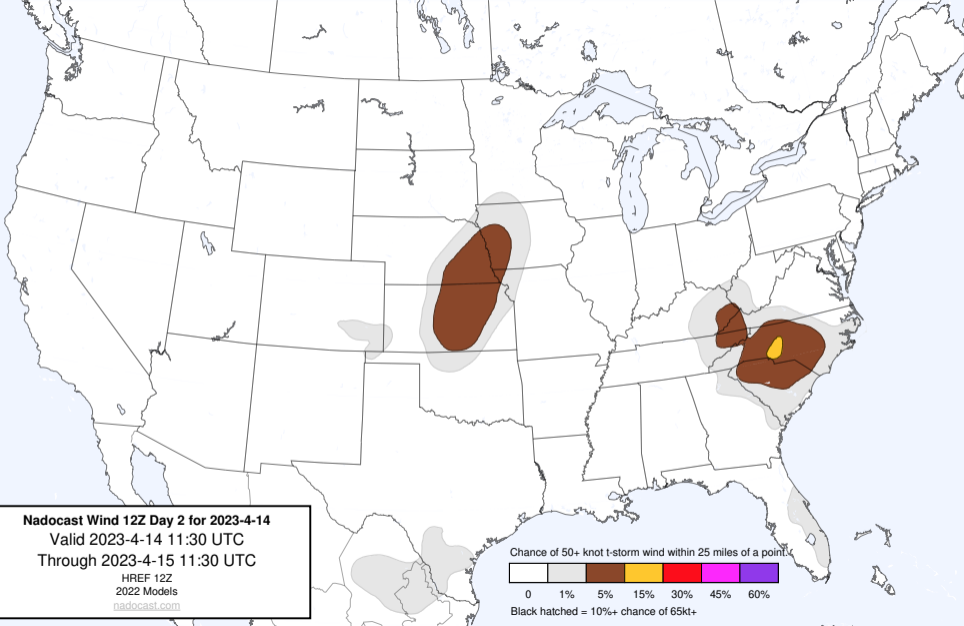 Nadocast Wind 12Z Day 2 for 2023-4-14
Valid 2023-4-14 11:30 UTC
Through 2023-4-15 11:30 UTC
HREF 12Z
2022 Models
nadocast.com
Chance of 50+ knot t-storm wind within 25 miles of a point.
0 1% 5% 15% 30% 45% 60%
Black hatched = 10%+ chance of 65kt+